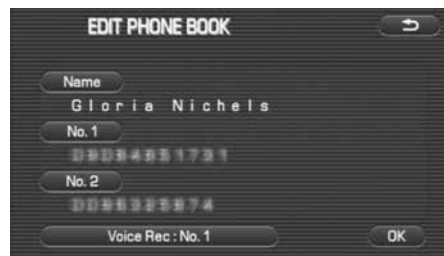 EDIT PHONE BOOK
Name
Gloria Nichels
No. 1
No. 2
Voice Rec : No. 1
OK